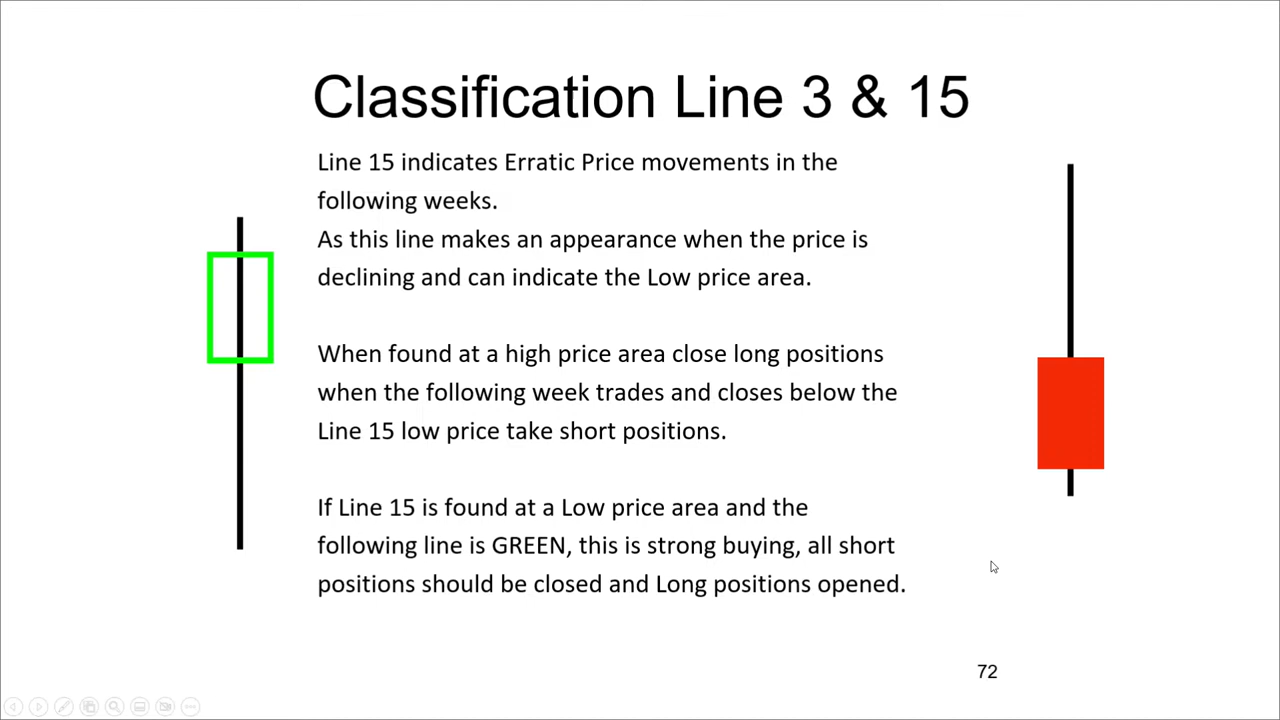 Classification Line 3 & 15
Line 15 indicates Erratic Price movements in the
following weeks.
As this line makes an appearance when the price is
declining and can indicate the Low price area.
When found at a high price area close long positions
when the following week trades and closes below the
Line 15 low price take short positions.
If Line 15 is found at a Low price area and the
following line is GREEN, this is strong buying, all short
positions should be closed and Long positions opened.
72